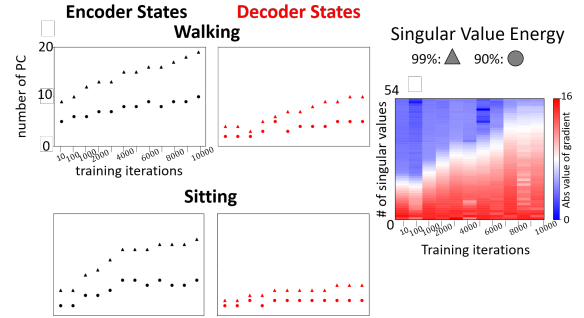 Encoder States
Decoder States
Walking
20
10
0
number of PC
10
100
1000
2000
4000
6000
8000
10000
training iterations
Sitting
Singular Value Energy
99%:
90%:
54
0
# of singular values
10
100
1000
2000
4000
6000
8000
10000
Training iterations
16
0
Abs value of gradient